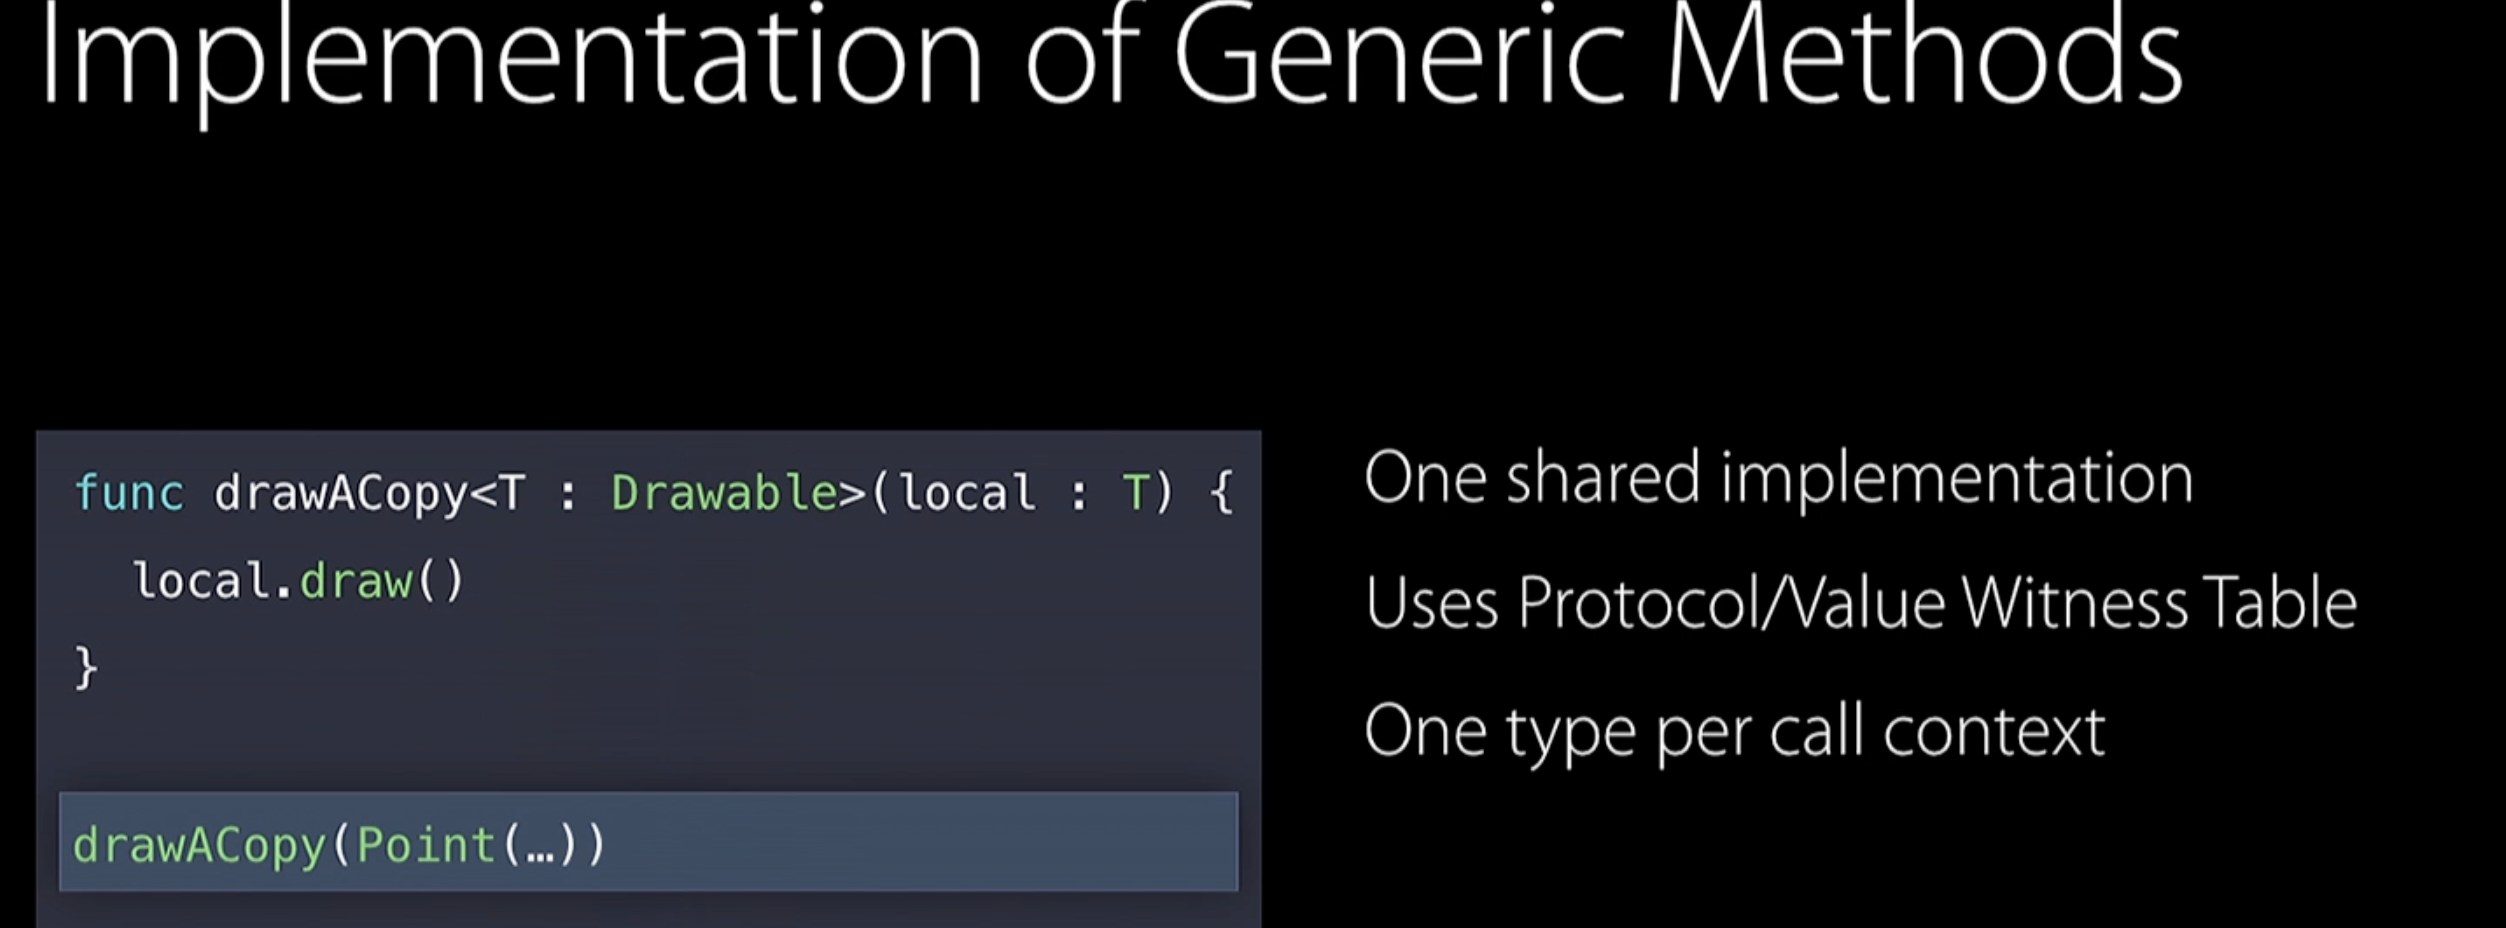 Implementation of Generic Methods
func drawACopy<T : Drawable>(local : T) {
  local.draw()
}
drawACopy(Point(…))
One shared implementation
Uses Protocol/Value Witness Table
One type per call context